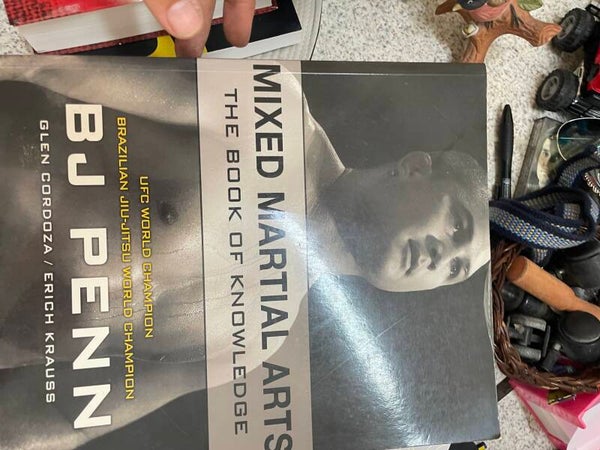 MIXED MARTIAL ARTS
THE BOOK OF KNOWLEDGE
UFC WORLD CHAMPION
BRAZILIAN JIU-JITSU WORLD CHAMPION
BJ PENN
GLEN CORDOZA / ERICH KRAUSS